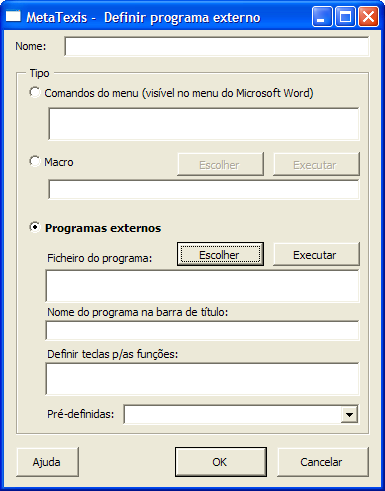 MetaTexis -  Definir programa externo
Nome:
Tipo
Comandos do menu (visível no menu do Microsoft Word)
Macro
Escolher
Executar
Programas externos
Ficheiro do programa:
Escolher
Executar
Nome do programa na barra de título:
Definir teclas p/as funções:
Pré-definidas:
Ajuda
OK
Cancelar